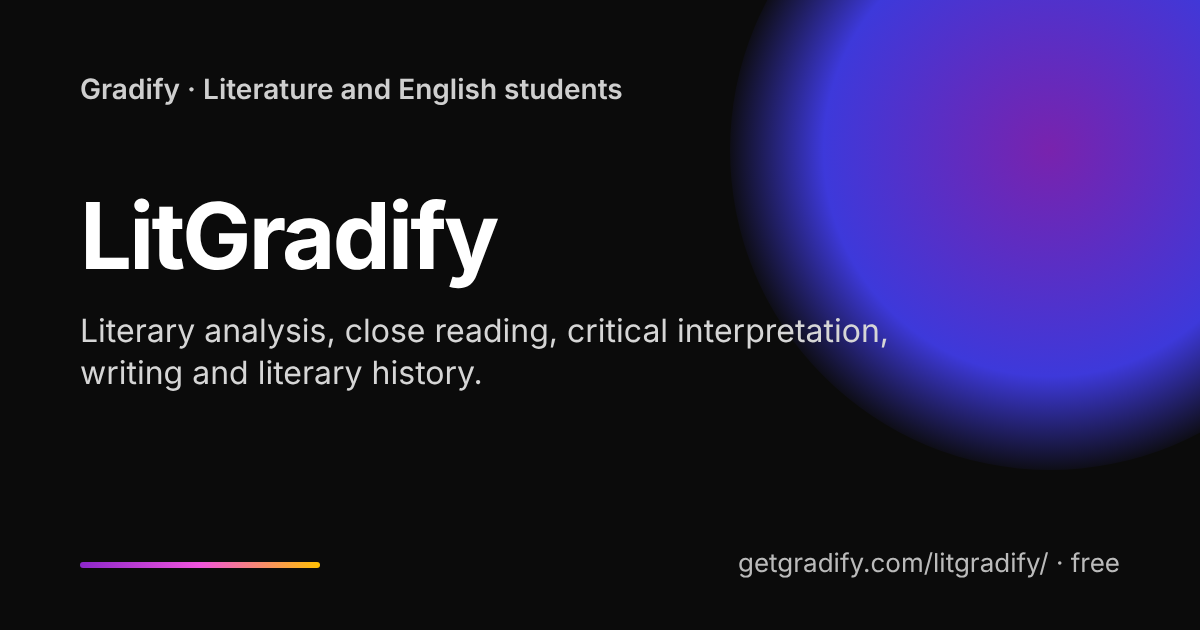 Gradify · Literature and English students
LitGradify
Literary analysis, close reading, critical interpretation,
writing and literary history.
getgradify.com/litgradify/ · free